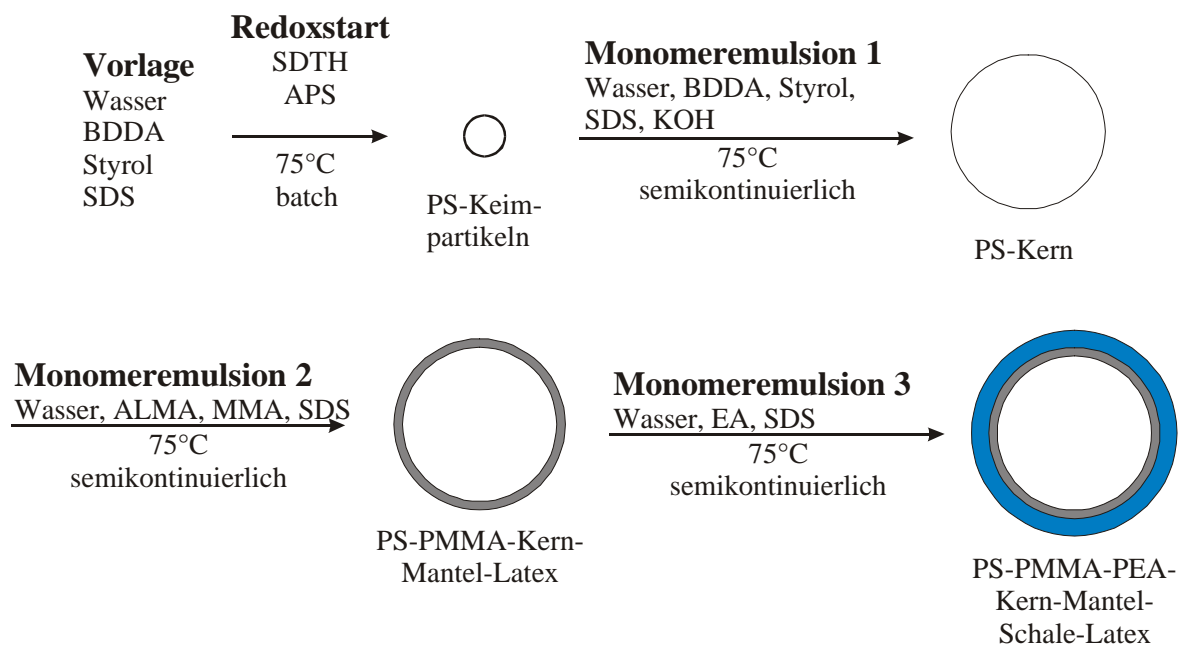 Vorlage
Wasser
BDDA
Styrol
SDS
Redoxstart
SDTH
APS
75°C
batch
PS-Keim-
partikeln
Monomeremulsion 1
Wasser, BDDA, Styrol,
SDS, KOH
75°C
semikontinuierlich
PS-Kern
Monomeremulsion 2
Wasser, ALMA, MMA, SDS
75°C
semikontinuierlich
PS-PMMA-Kern-
Mantel-Latex
Monomeremulsion 3
Wasser, EA, SDS
75°C
semikontinuierlich
PS-PMMA-PEA-
Kern-Mantel-
Schale-Latex